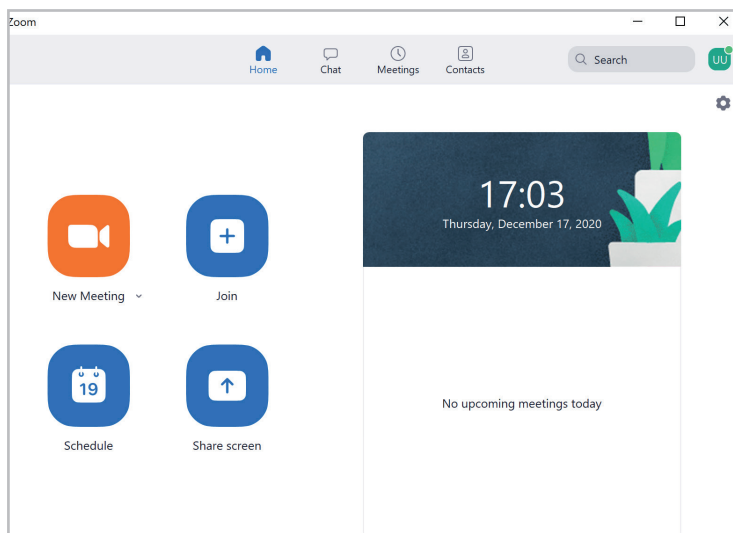 Zoom
Home
Chat
Meetings
Contacts
Search
UU
17:03
Thursday, December 17, 2020
New Meeting
Join
19
Schedule
Share screen
No upcoming meetings today